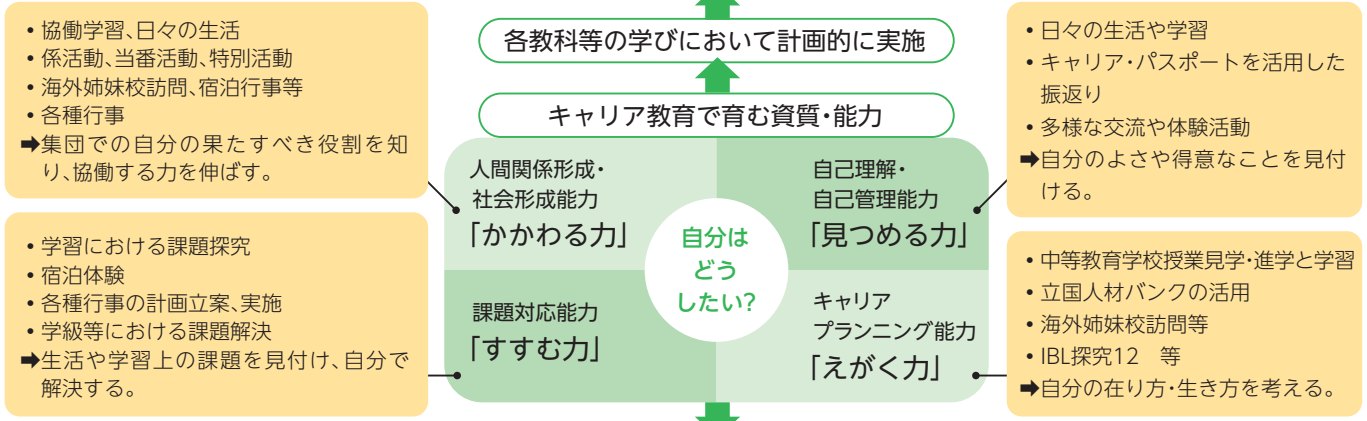 各教科等の学びにおいて計画的に実施
キャリア教育で育む資質・能力
• 協働学習、日々の生活
• 係活動、当番活動、特別活動
• 海外姉妹校訪問、宿泊行事等
• 各種行事
➡集団での自分の果たすべき役割を知
り、協働する力を伸ばす。
人間関係形成・
社会形成能力
「かかわる力」
自己理解・
自己管理能力
「見つめる力」
• 日々の生活や学習
• キャリア・パスポートを活用した
振返り
• 多様な交流や体験活動
➡自分のよさや得意なことを見付
ける。
自分は
どう
したい?
• 学習における課題探究
• 宿泊体験
• 各種行事の計画立案、実施
• 学級等における課題解決
➡生活や学習上の課題を見付け、自分で
解決する。
課題対応能力
「すすむ力」
キャリア
プランニング能力
「えがく力」
• 中等教育学校授業見学・進学と学習
• 立国人材バンクの活用
• 海外姉妹校訪問等
• IBL探究12　等
➡自分の在り方・生き方を考える。